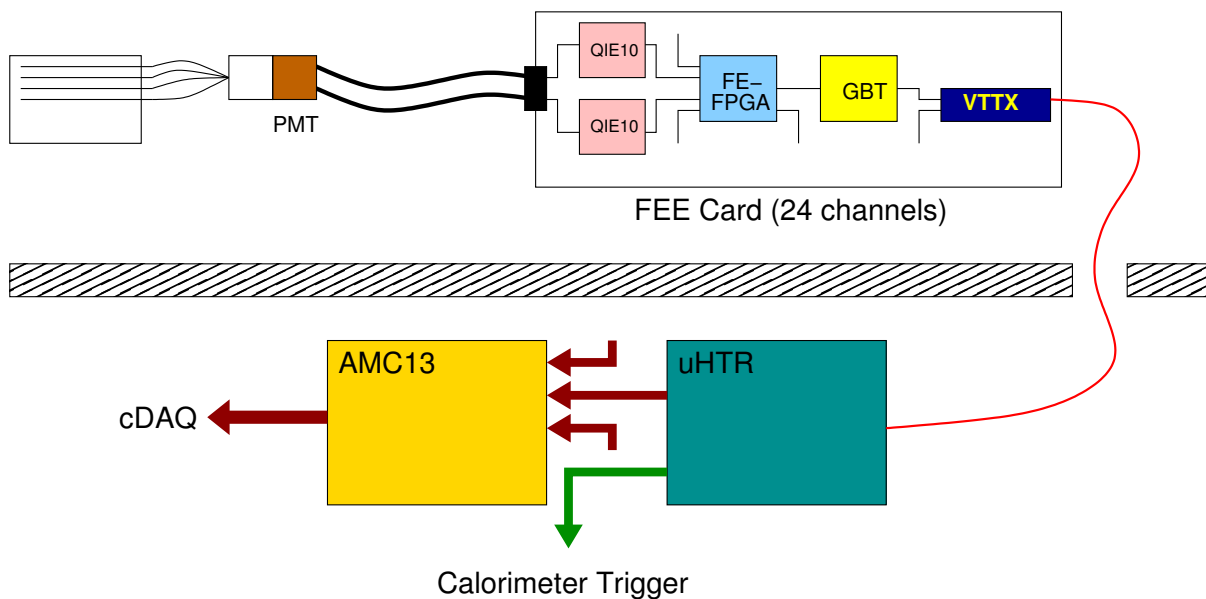 QIE10
FE–
FPGA
GBT
VTTX
PMT
QIE10
FEE Card (24 channels)
AMC13
uHTR
cDAQ
Calorimeter Trigger